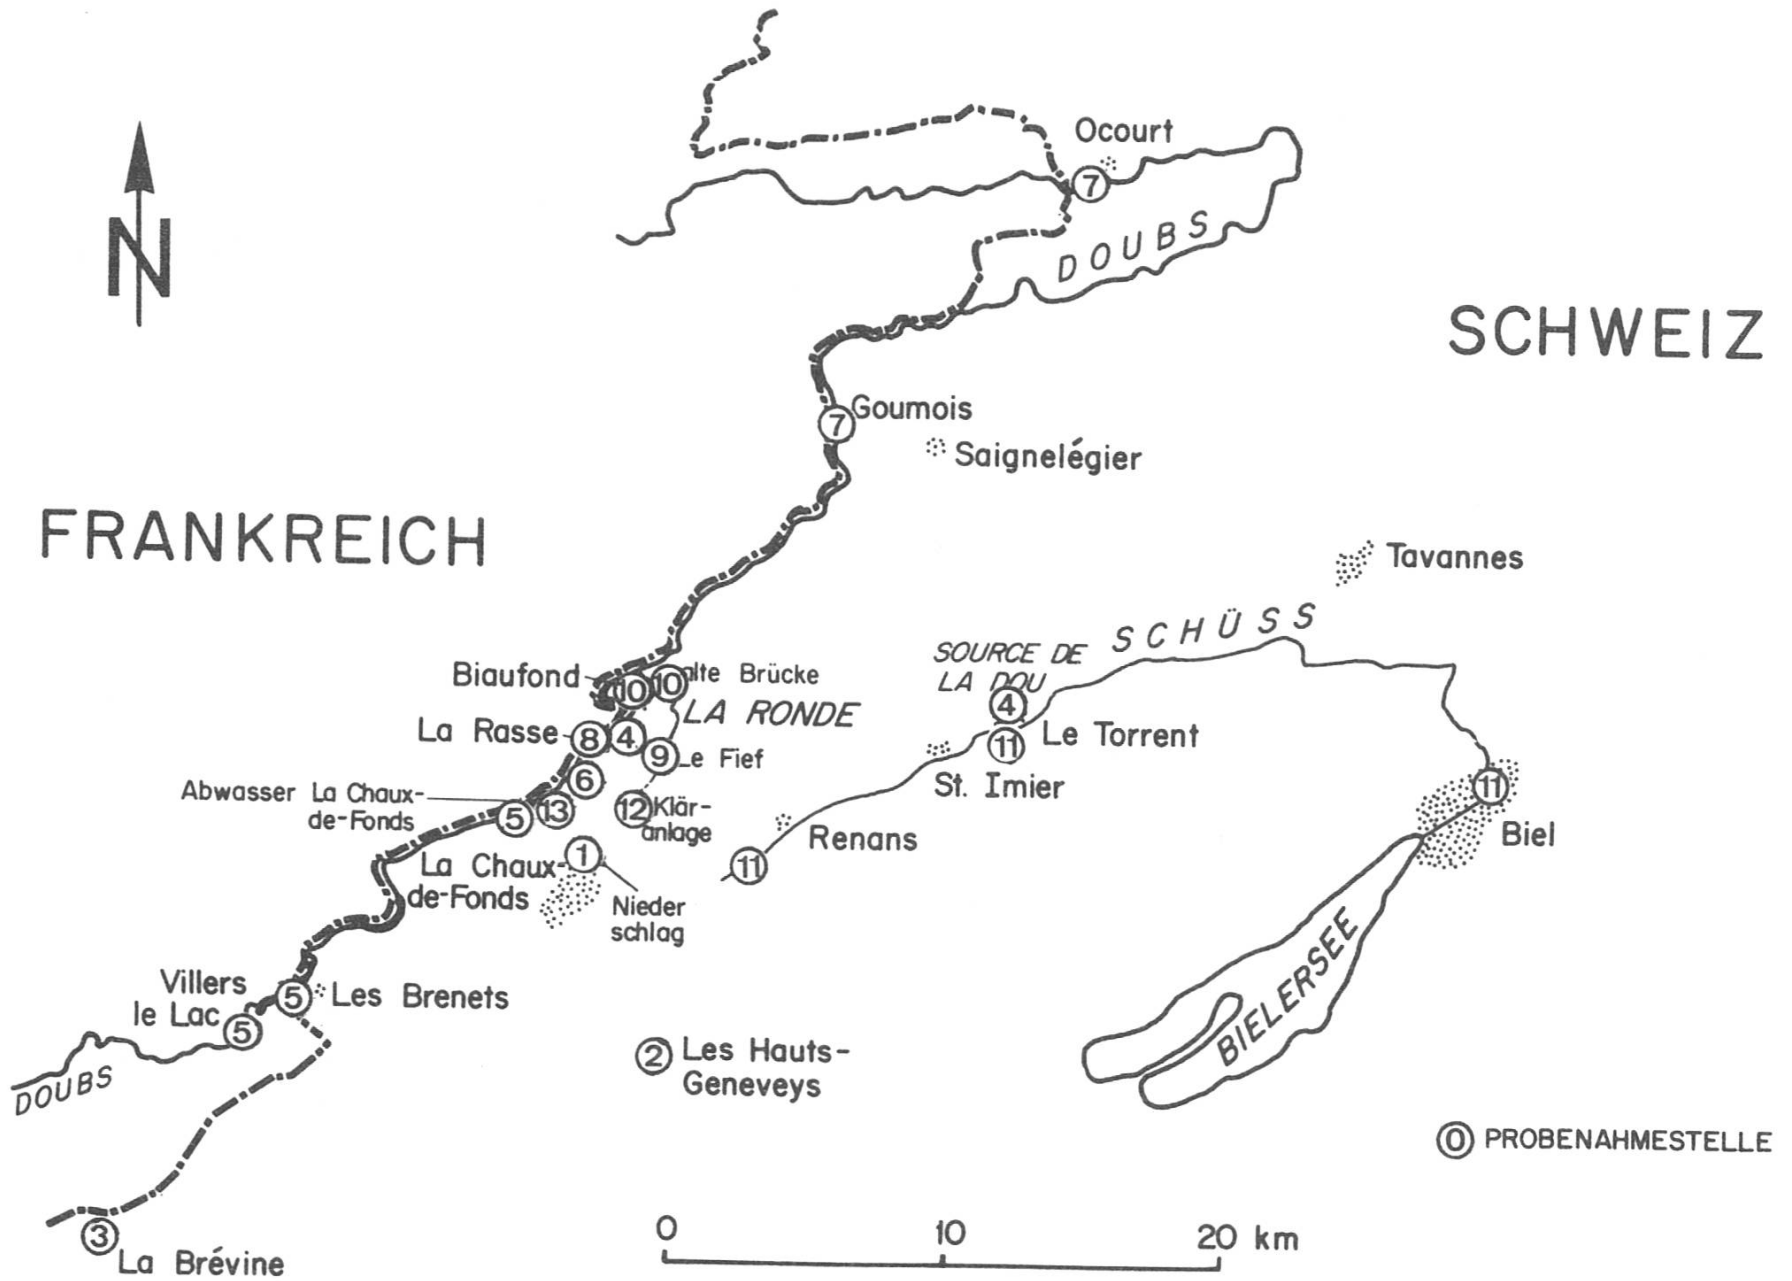 Ocourt
7
N
DOUBS
SCHWEIZ
Goumois
7
Saignelégier
FRANKREICH
Tavannes
SCHÜSS
SOURCE DE
LA DOU
4
Biaufond
10
10
alte Brücke
LA RONDE
La Rasse
8
4
9
Le Fief
11
Le Torrent
6
St. Imier
Abwasser La Chaux-
de-Fonds
5
13
12
Klär-
anlage
11
Biel
Renans
La Chaux-
de-Fonds
1
11
Nieder
schlag
Villers
le Lac
5
Les Brenets
5
BIELERSEE
DOUBS
2
Les Hauts-
Geneveys
0 PROBENAHMESTELLE
3
La Brévine
0 10 20 km